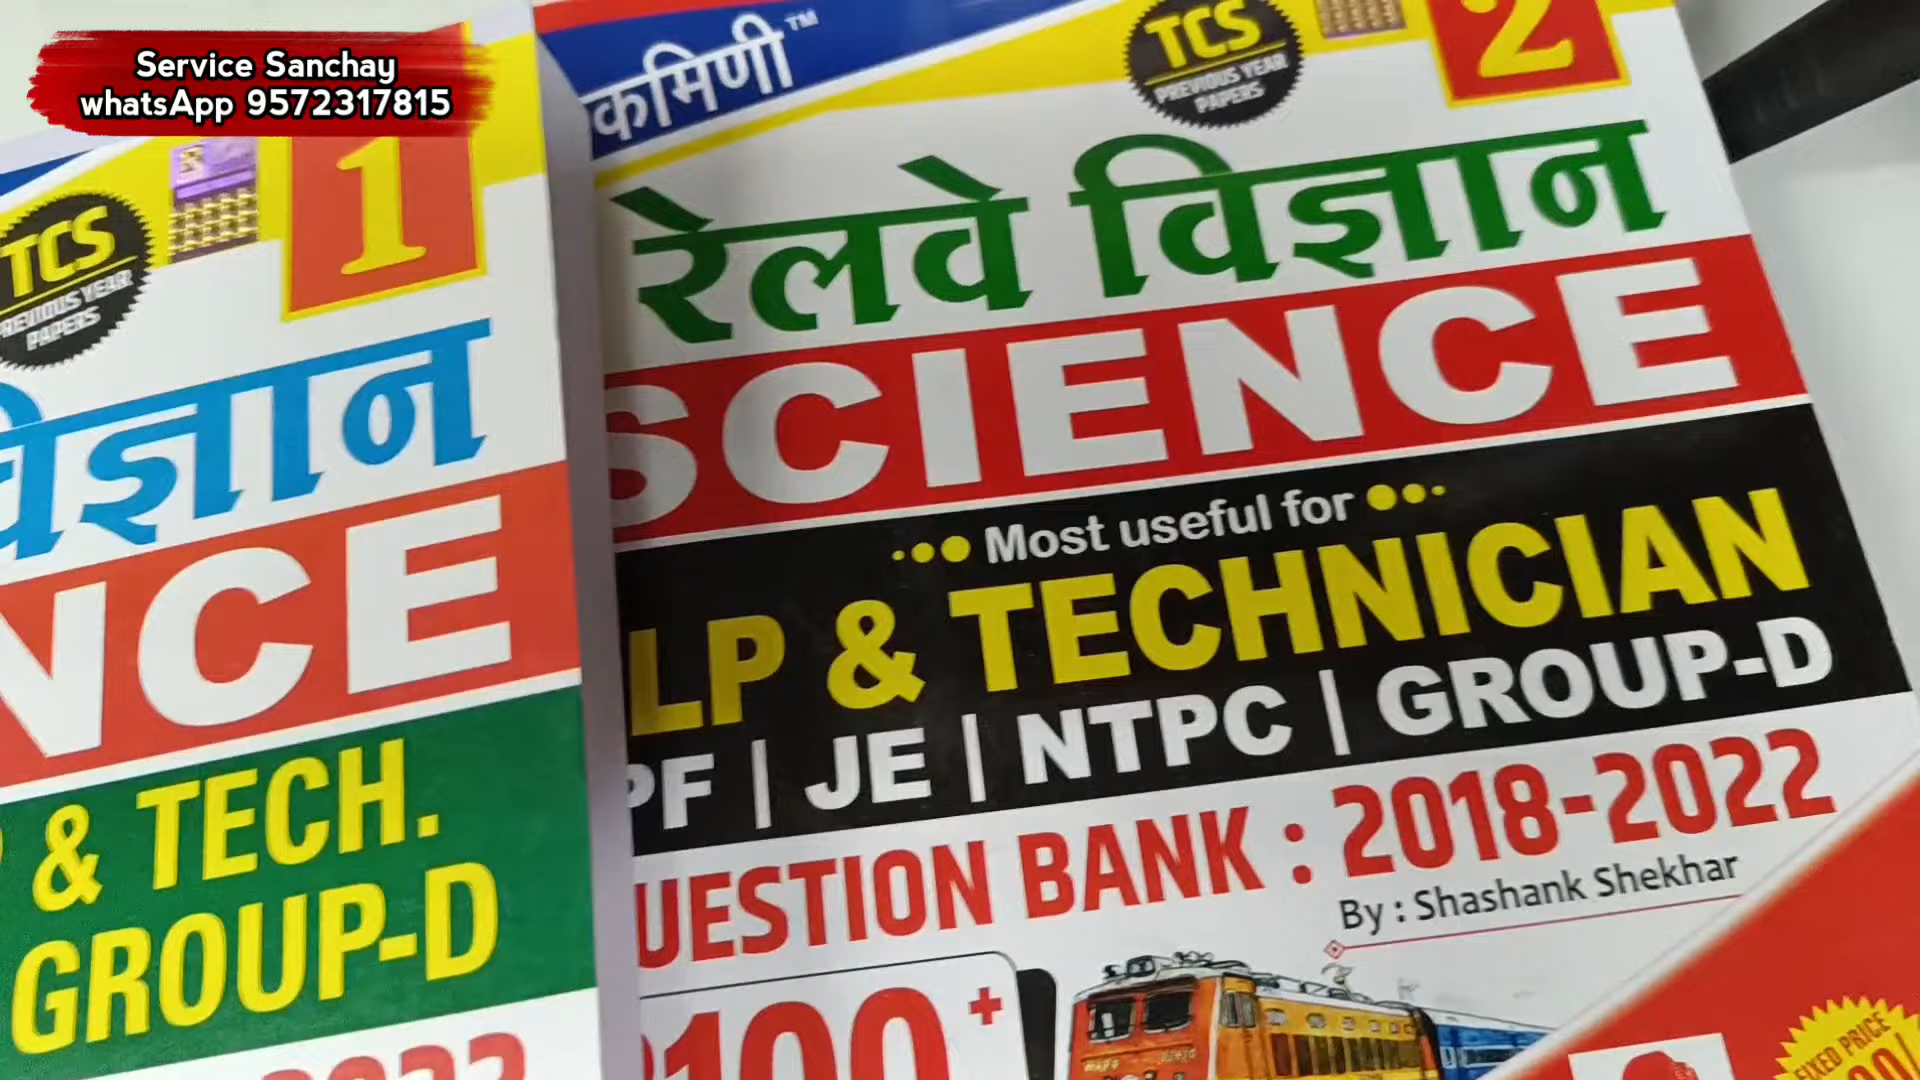 Service Sanchay
whatsApp 9572317815
1
TCS
PREVIOUS YEAR
PAPERS
विज्ञान
NCE
& TECH.
GROUP-D
किमणी™
TCS
PREVIOUS YEAR
PAPERS
2
रेलवे विज्ञान
SCIENCE
Most useful for
LP & TECHNICIAN
PF | JE | NTPC | GROUP-D
UESTION BANK : 2018-2022
By : Shashank Shekhar
100+
FIXED PRICE